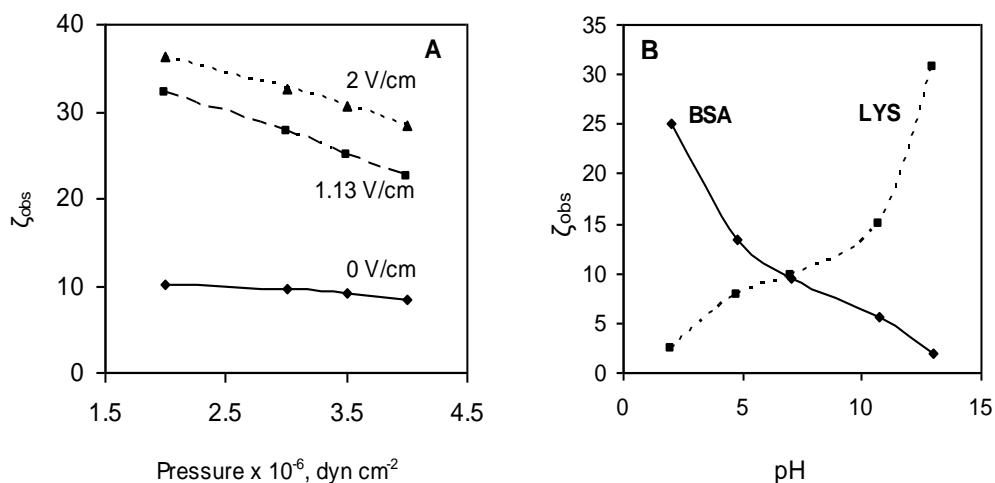 A
40
30
20
10
0
ζobs
2 V/cm
1.13 V/cm
0 V/cm
1.5 2.5 3.5 4.5
Pressure x 10⁻⁶, dyn cm⁻²
B
35
30
25
20
15
10
5
0
ζobs
BSA
LYS
0 5 10 15
pH